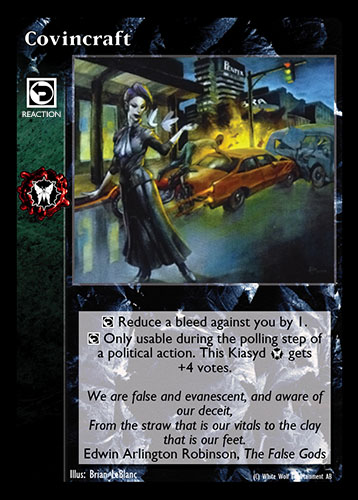 Covincraft
REACTION
Reduce a bleed against you by 1.
Only usable during the polling step
of a political action. This Kiasyd gets
+4 votes.
We are false and evanescent, and aware of
our deceit,
From the straw that is our vitals to the clay
that is our feet.
Edwin Arlington Robinson, The False Gods
Illus: Brian LeBlanc
(C) White Wolf Entertainment AB